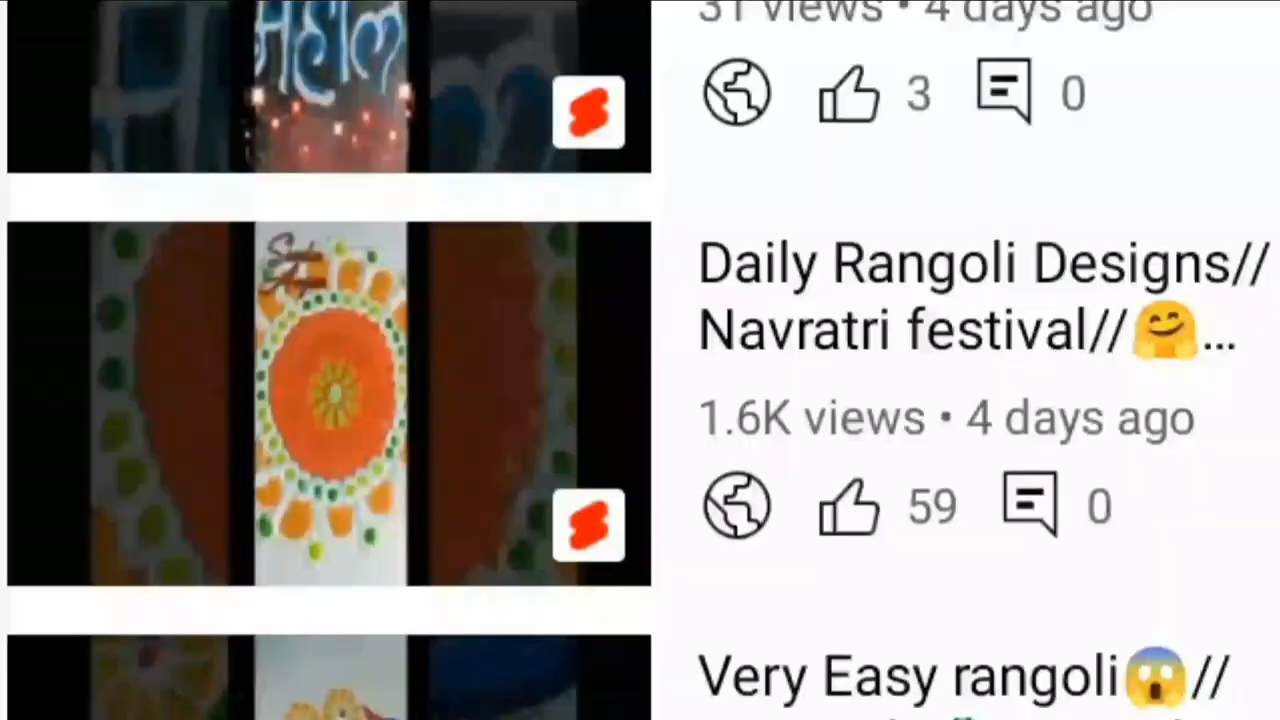 31 views • 4 days ago
3 0
Daily Rangoli Designs//
Navratri festival//🤗...
1.6K views • 4 days ago
59 0
Very Easy rangoli😱//